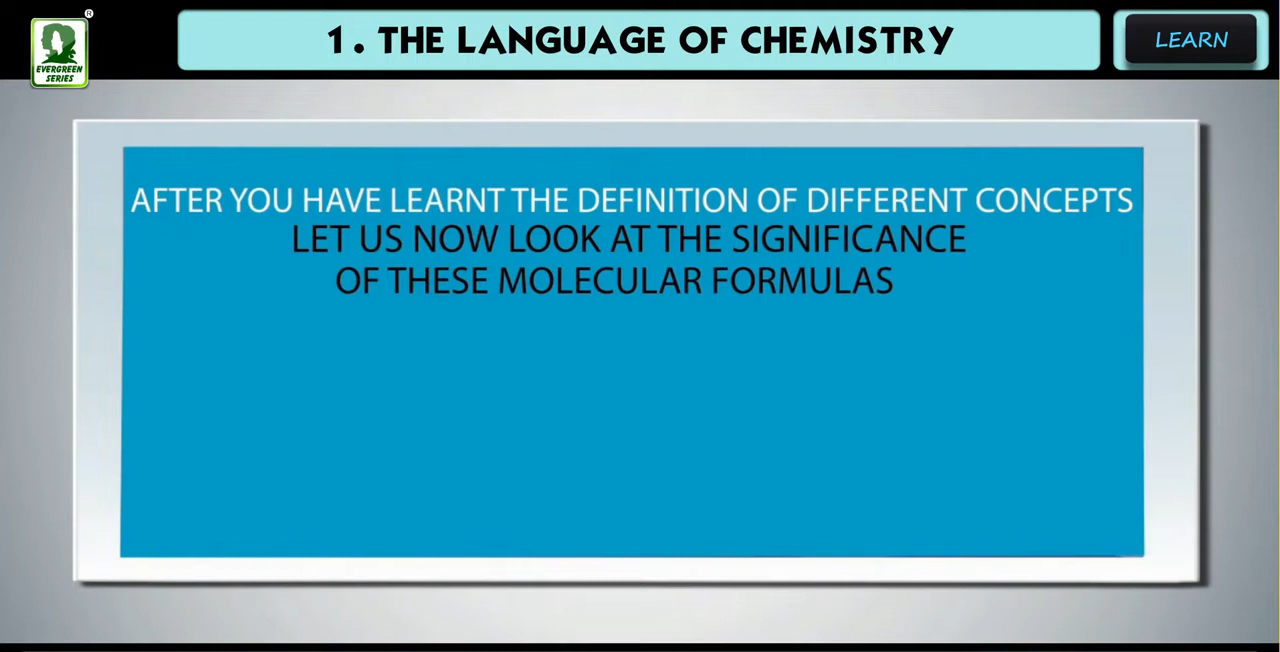 ®
EVERGREEN
SERIES
1. THE LANGUAGE OF CHEMISTRY
LEARN
AFTER YOU HAVE LEARNT THE DEFINITION OF DIFFERENT CONCEPTS
LET US NOW LOOK AT THE SIGNIFICANCE
OF THESE MOLECULAR FORMULAS